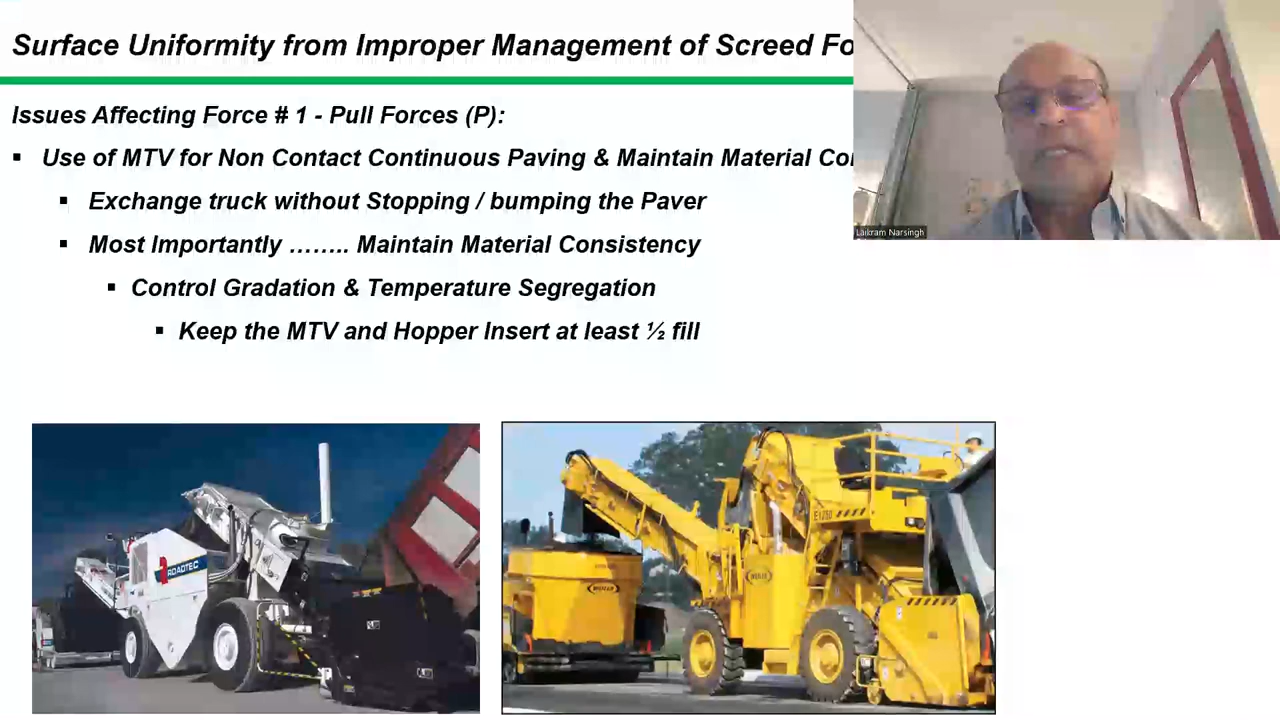 Surface Uniformity from Improper Management of Screed Fo
Issues Affecting Force # 1 - Pull Forces (P):
▪ Use of MTV for Non Contact Continuous Paving & Maintain Material Co
▪ Exchange truck without Stopping / bumping the Paver
▪ Most Importantly …….. Maintain Material Consistency
▪ Control Gradation & Temperature Segregation
▪ Keep the MTV and Hopper Insert at least ½ fill
Laikram Narsingh
ROADTEC